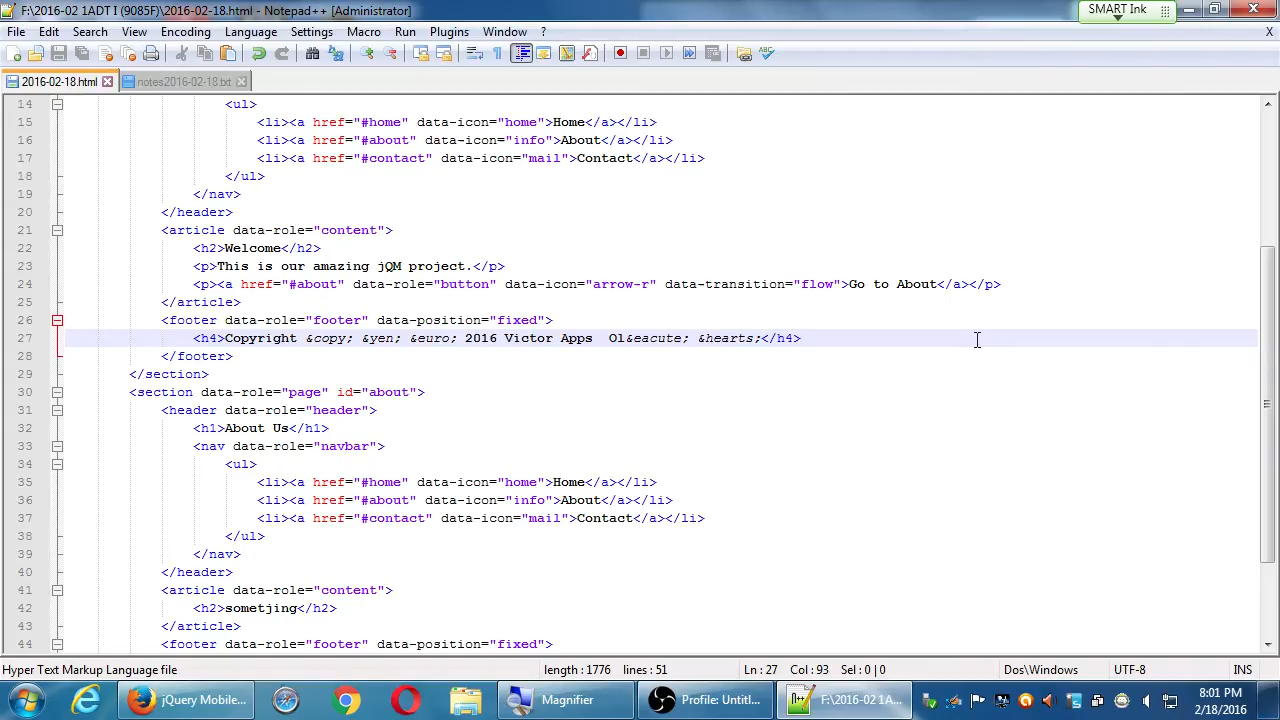 F:\2016-02 1ADT I (9085F)\2016-02-18.html - Notepad++ [Administrator]
SMART Ink
File Edit Search View Encoding Language Settings Macro Run Plugins Window ? X
2016-02-18.html notes2016-02-18.txt
14 <ul>
15 <li><a href="#home" data-icon="home">Home</a></li>
16 <li><a href="#about" data-icon="info">About</a></li>
17 <li><a href="#contact" data-icon="mail">Contact</a></li>
18 </ul>
19 </nav>
20 </header>
21 <article data-role="content">
22 <h2>Welcome</h2>
23 <p>This is our amazing jQM project.</p>
24 <p><a href="#about" data-role="button" data-icon="arrow-r" data-transition="flow">Go to About</a></p>
25 </article>
26 <footer data-role="footer" data-position="fixed">
27 <h4>Copyright &copy; &yen; &euro; 2016 Victor Apps  Ol&eacute; &hearts;</h4>
28 </footer>
29 </section>
30 <section data-role="page" id="about">
31 <header data-role="header">
32 <h1>About Us</h1>
33 <nav data-role="navbar">
34 <ul>
35 <li><a href="#home" data-icon="home">Home</a></li>
36 <li><a href="#about" data-icon="info">About</a></li>
37 <li><a href="#contact" data-icon="mail">Contact</a></li>
38 </ul>
39 </nav>
40 </header>
41 <article data-role="content">
42 <h2>sometjing</h2>
43 </article>
44 <footer data-role="footer" data-position="fixed">
Hyper Text Markup Language file length : 1776 lines : 51 Ln : 27 Col : 93 Sel : 0 | 0 Dos\Windows UTF-8 INS
jQuery Mobile... Magnifier Profile: Untitl... F:\2016-02 1A... 8:01 PM
2/18/2016